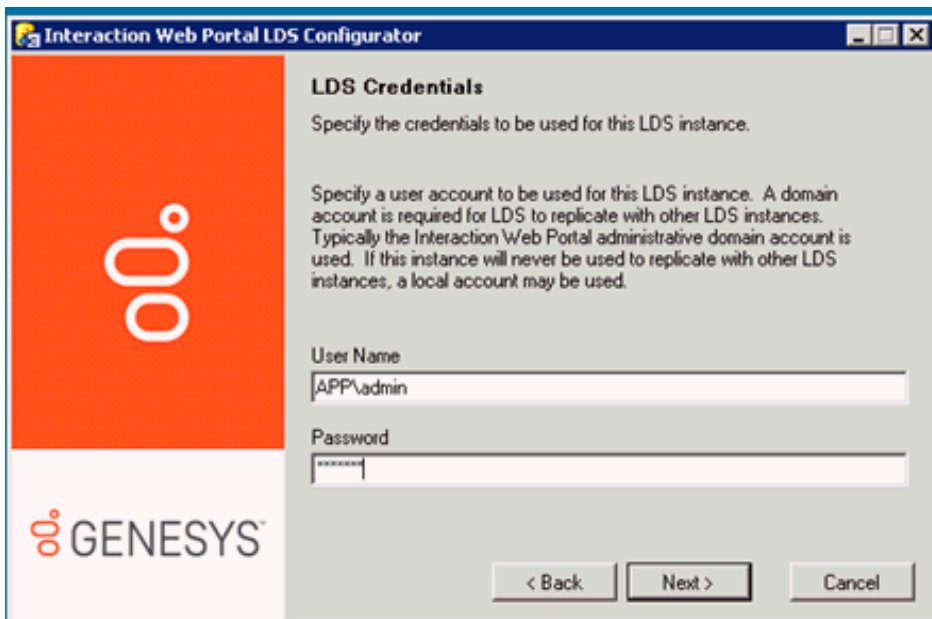 Interaction Web Portal LDS Configurator
LDS Credentials
Specify the credentials to be used for this LDS instance.
Specify a user account to be used for this LDS instance. A domain
account is required for LDS to replicate with other LDS instances.
Typically the Interaction Web Portal administrative domain account is
used. If this instance will never be used to replicate with other LDS
instances, a local account may be used.
User Name
APP\admin
Password
*******
GENESYS™
< Back
Next >
Cancel